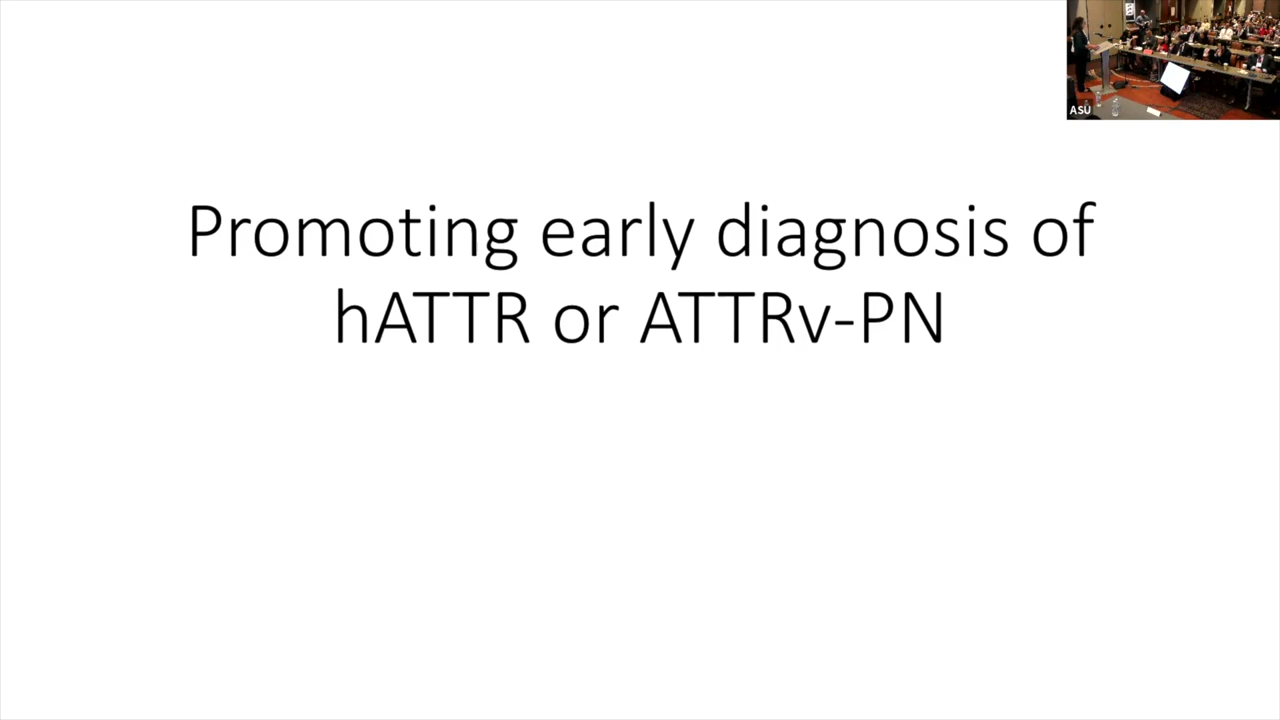 ASU
Promoting early diagnosis of
hATTR or ATTRv-PN